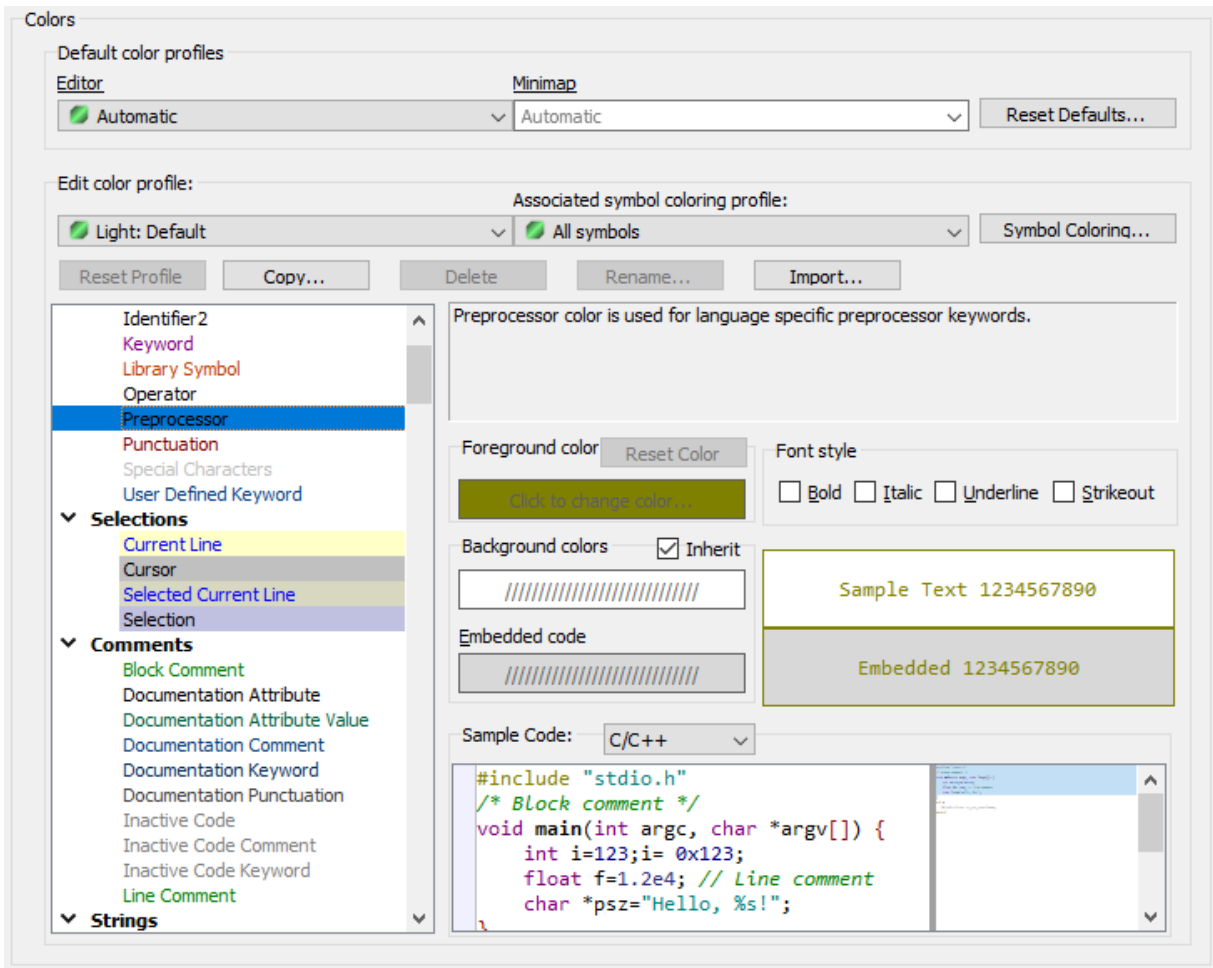 Colors
Default color profiles
Editor
Minimap
Automatic
Automatic
Reset Defaults...
Edit color profile:
Associated symbol coloring profile:
Light: Default
All symbols
Symbol Coloring...
Reset Profile
Copy...
Delete
Rename...
Import...
Identifier2
Keyword
Library Symbol
Operator
Preprocessor
Punctuation
Special Characters
User Defined Keyword
Selections
Current Line
Cursor
Selected Current Line
Selection
Comments
Block Comment
Documentation Attribute
Documentation Attribute Value
Documentation Comment
Documentation Keyword
Documentation Punctuation
Inactive Code
Inactive Code Comment
Inactive Code Keyword
Line Comment
Strings
Preprocessor color is used for language specific preprocessor keywords.
Foreground color
Reset Color
Click to change color...
Font style
Bold
Italic
Underline
Strikeout
Background colors
Inherit
/////////////////////////////
Embedded code
/////////////////////////////
Sample Text 1234567890
Embedded 1234567890
Sample Code:
C/C++
#include "stdio.h"
/* Block comment */
void main(int argc, char *argv[]) {
    int i=123;i= 0x123;
    float f=1.2e4; // Line comment
    char *psz="Hello, %s!";
}